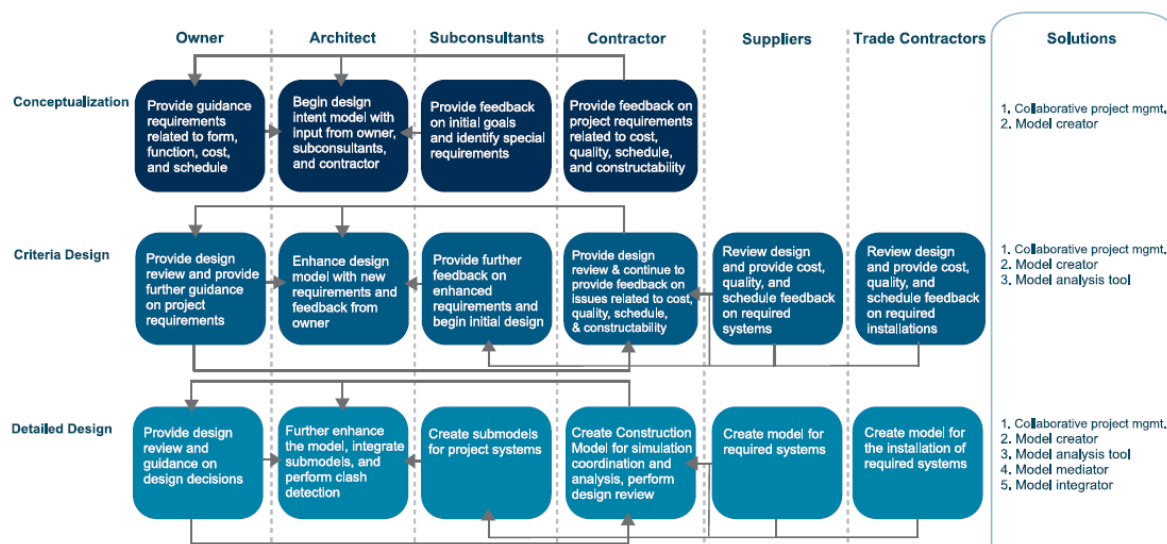 Owner
Architect
Subconsultants
Contractor
Suppliers
Trade Contractors
Solutions
Conceptualization
Provide guidance
requirements
related to form,
function, cost,
and schedule
Begin design
intent model with
input from owner,
subconsultants,
and contractor
Provide feedback
on initial goals
and identify special
requirements
Provide feedback on
project requirements
related to cost,
quality, schedule,
and constructability
1. Collaborative project mgmt.
2. Model creator
Criteria Design
Provide design
review and provide
further guidance
on project
requirements
Enhance design
model with new
requirements and
feedback from
owner
Provide further
feedback on
enhanced
requirements and
begin initial design
Provide design
review & continue to
provide feedback on
issues related to cost,
quality, schedule,
& constructability
Review design
and provide cost,
quality, and
schedule feedback
on required
systems
Review design
and provide cost,
quality, and
schedule feedback
on required
installations
1. Collaborative project mgmt.
2. Model creator
3. Model analysis tool
Detailed Design
Provide design
review and
guidance on
design decisions
Further enhance
the model, integrate
submodels, and
perform clash
detection
Create submodels
for project systems
Create Construction
Model for simulation
coordination and
analysis, perform
design review
Create model for
required systems
Create model for
the installation of
required systems
1. Collaborative project mgmt.
2. Model creator
3. Model analysis tool
4. Model mediator
5. Model integrator